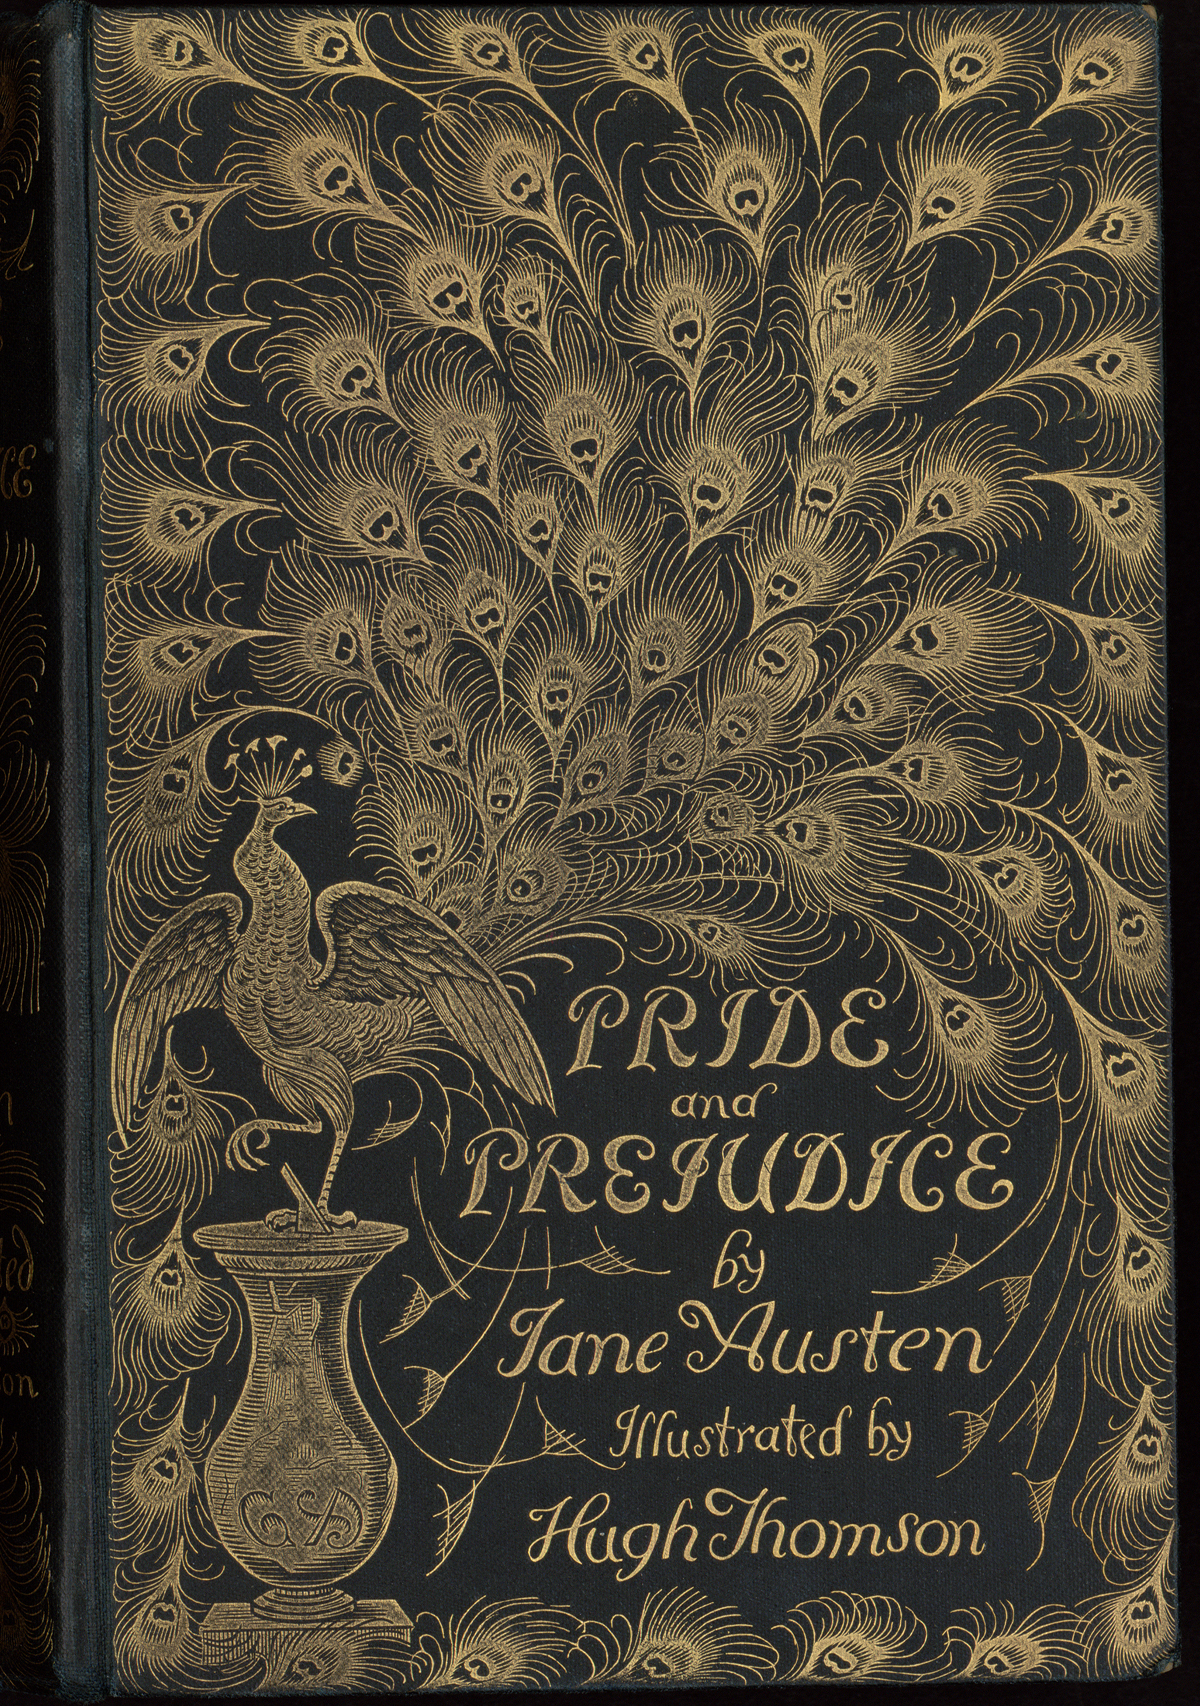 PRIDE
and
PREJUDICE
by
Jane Austen
Illustrated by
Hugh Thomson